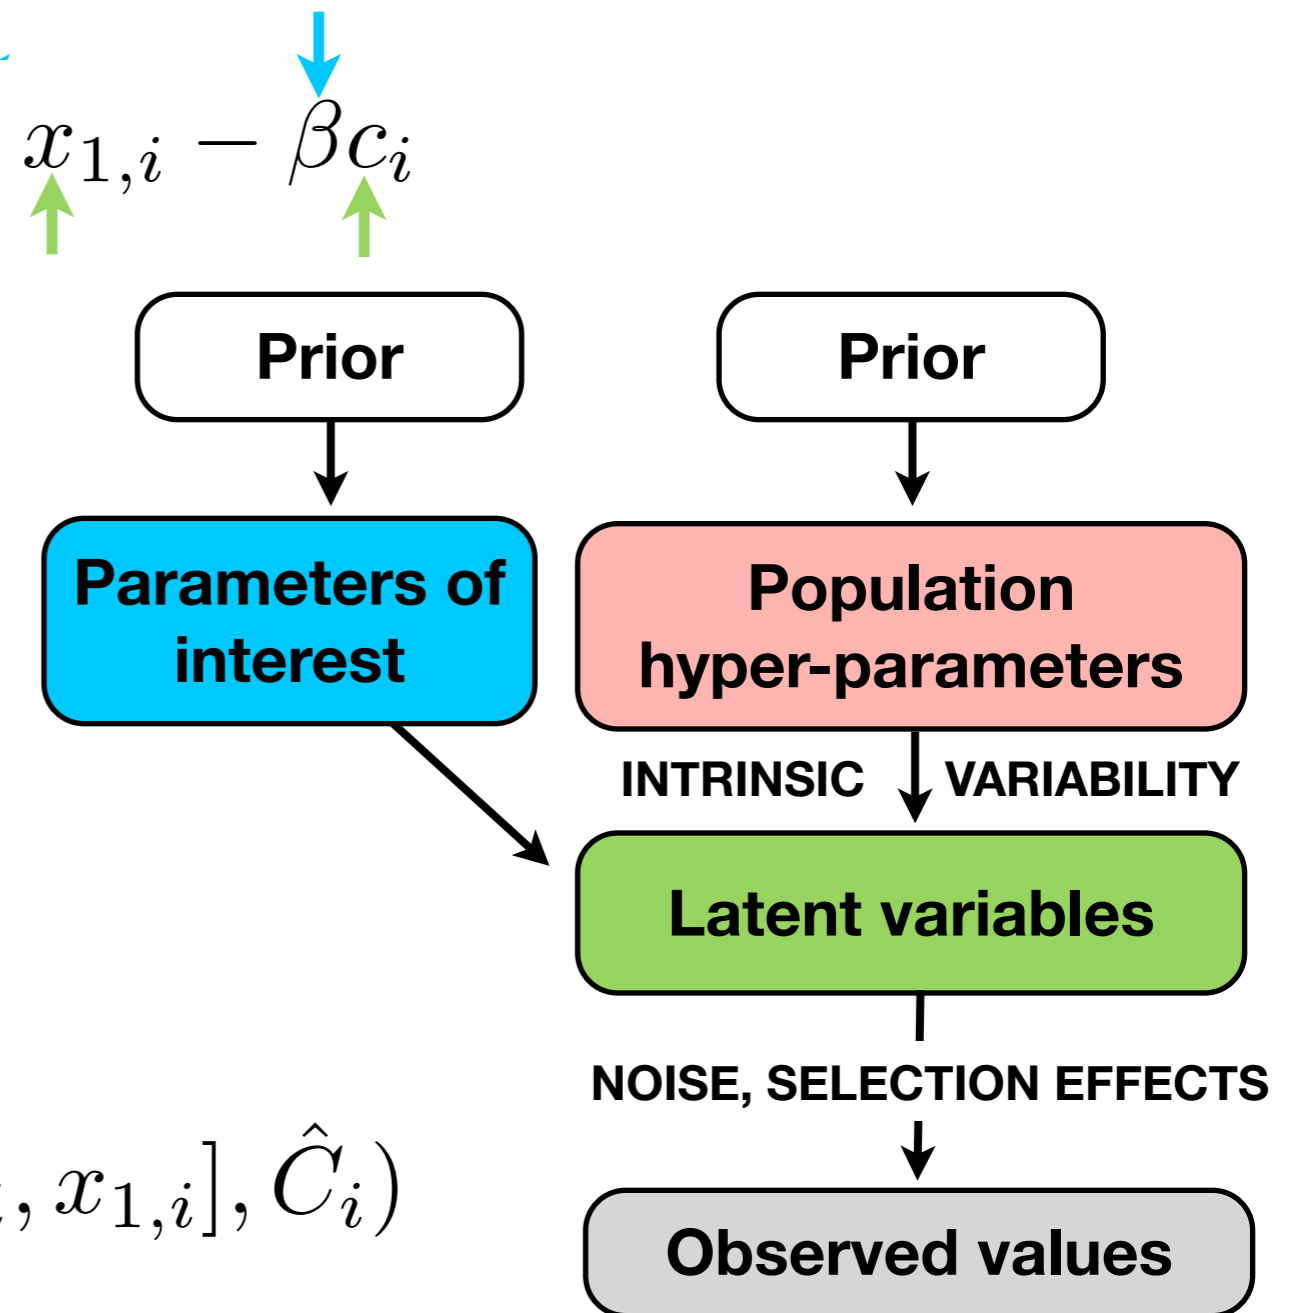 x_{1,i} − βc_i
Prior
Prior
Parameters of
interest
Population
hyper-parameters
INTRINSIC VARIABILITY
Latent variables
NOISE, SELECTION EFFECTS
, x_{1,i}], Ĉ_i)
Observed values